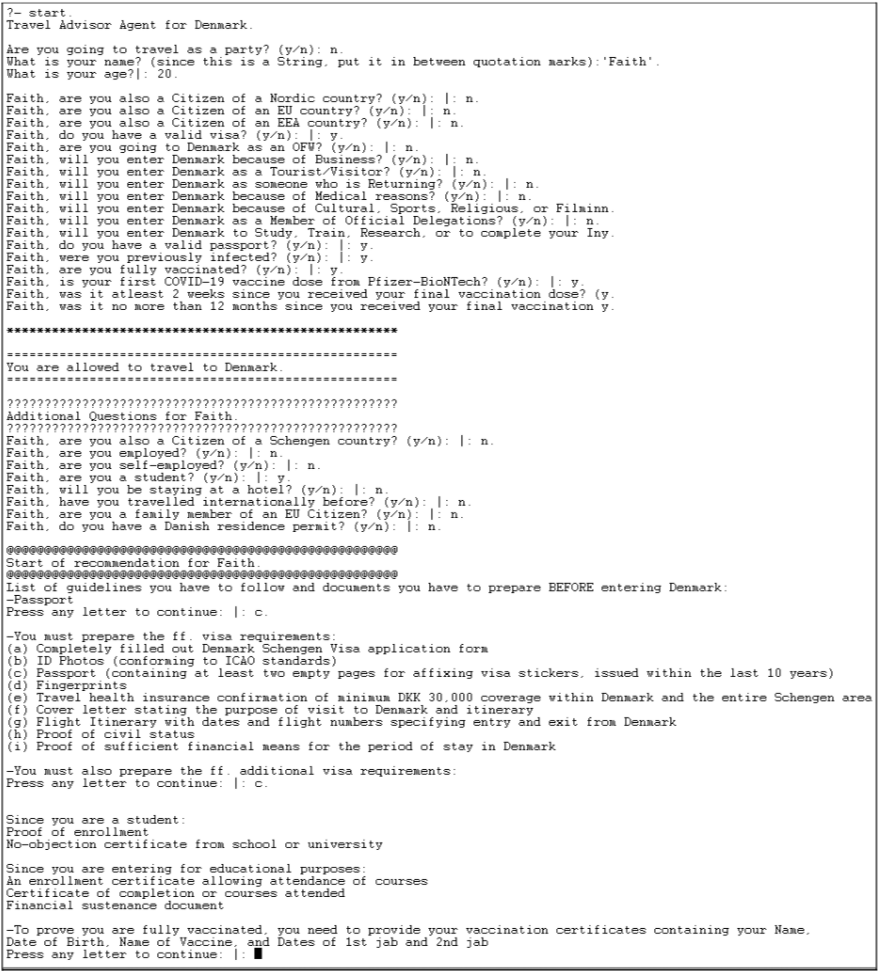 ?- start.
Travel Advisor Agent for Denmark.
Are you going to travel as a party? (y/n): n.
What is your name? (since this is a String, put it in between quotation marks):'Faith'.
What is your age?|: 20.
Faith, are you also a Citizen of a Nordic country? (y/n): |: n.
Faith, are you also a Citizen of an EU country? (y/n): |: n.
Faith, are you also a Citizen of an EEA country? (y/n): |: n.
Faith, do you have a valid visa? (y/n): |: y.
Faith, are you going to Denmark as an OFW? (y/n): |: n.
Faith, will you enter Denmark because of Business? (y/n): |: n.
Faith, will you enter Denmark as a Tourist/Visitor? (y/n): |: n.
Faith, will you enter Denmark as someone who is Returning? (y/n): |: n.
Faith, will you enter Denmark because of Medical reasons? (y/n): |: n.
Faith, will you enter Denmark because of Cultural, Sports, Religious, or Filminn.
Faith, will you enter Denmark as a Member of Official Delegations? (y/n): |: n.
Faith, will you enter Denmark to Study, Train, Research, or to complete your Iny.
Faith, do you have a valid passport? (y/n): |: y.
Faith, were you previously infected? (y/n): |: y.
Faith, are you fully vaccinated? (y/n): |: y.
Faith, is your first COVID-19 vaccine dose from Pfizer-BioNTech? (y/n): |: y.
Faith, was it atleast 2 weeks since you received your final vaccination dose? (y.
Faith, was it no more than 12 months since you received your final vaccination y.
****************************************************
====================================================
You are allowed to travel to Denmark.
====================================================
????????????????????????????????????????????????????
Additional Questions for Faith.
????????????????????????????????????????????????????
Faith, are you also a Citizen of a Schengen country? (y/n): |: n.
Faith, are you employed? (y/n): |: n.
Faith, are you self-employed? (y/n): |: n.
Faith, are you a student? (y/n): |: y.
Faith, will you be staying at a hotel? (y/n): |: n.
Faith, have you travelled internationally before? (y/n): |: n.
Faith, are you a family member of an EU Citizen? (y/n): |: n.
Faith, do you have a Danish residence permit? (y/n): |: n.
@@@@@@@@@@@@@@@@@@@@@@@@@@@@@@@@@@@@@@@@@@@@@@@@@@@@
Start of recommendation for Faith.
@@@@@@@@@@@@@@@@@@@@@@@@@@@@@@@@@@@@@@@@@@@@@@@@@@@@
List of guidelines you have to follow and documents you have to prepare BEFORE entering Denmark:
-Passport
Press any letter to continue: |: c.
-You must prepare the ff. visa requirements:
(a) Completely filled out Denmark Schengen Visa application form
(b) ID Photos (conforming to ICAO standards)
(c) Passport (containing at least two empty pages for affixing visa stickers, issued within the last 10 years)
(d) Fingerprints
(e) Travel health insurance confirmation of minimum DKK 30,000 coverage within Denmark and the entire Schengen area
(f) Cover letter stating the purpose of visit to Denmark and itinerary
(g) Flight Itinerary with dates and flight numbers specifying entry and exit from Denmark
(h) Proof of civil status
(i) Proof of sufficient financial means for the period of stay in Denmark
-You must also prepare the ff. additional visa requirements:
Press any letter to continue: |: c.
Since you are a student:
Proof of enrollment
No-objection certificate from school or university
Since you are entering for educational purposes:
An enrollment certificate allowing attendance of courses
Certificate of completion or courses attended
Financial sustenance document
-To prove you are fully vaccinated, you need to provide your vaccination certificates containing your Name,
Date of Birth, Name of Vaccine, and Dates of 1st jab and 2nd jab
Press any letter to continue: |: